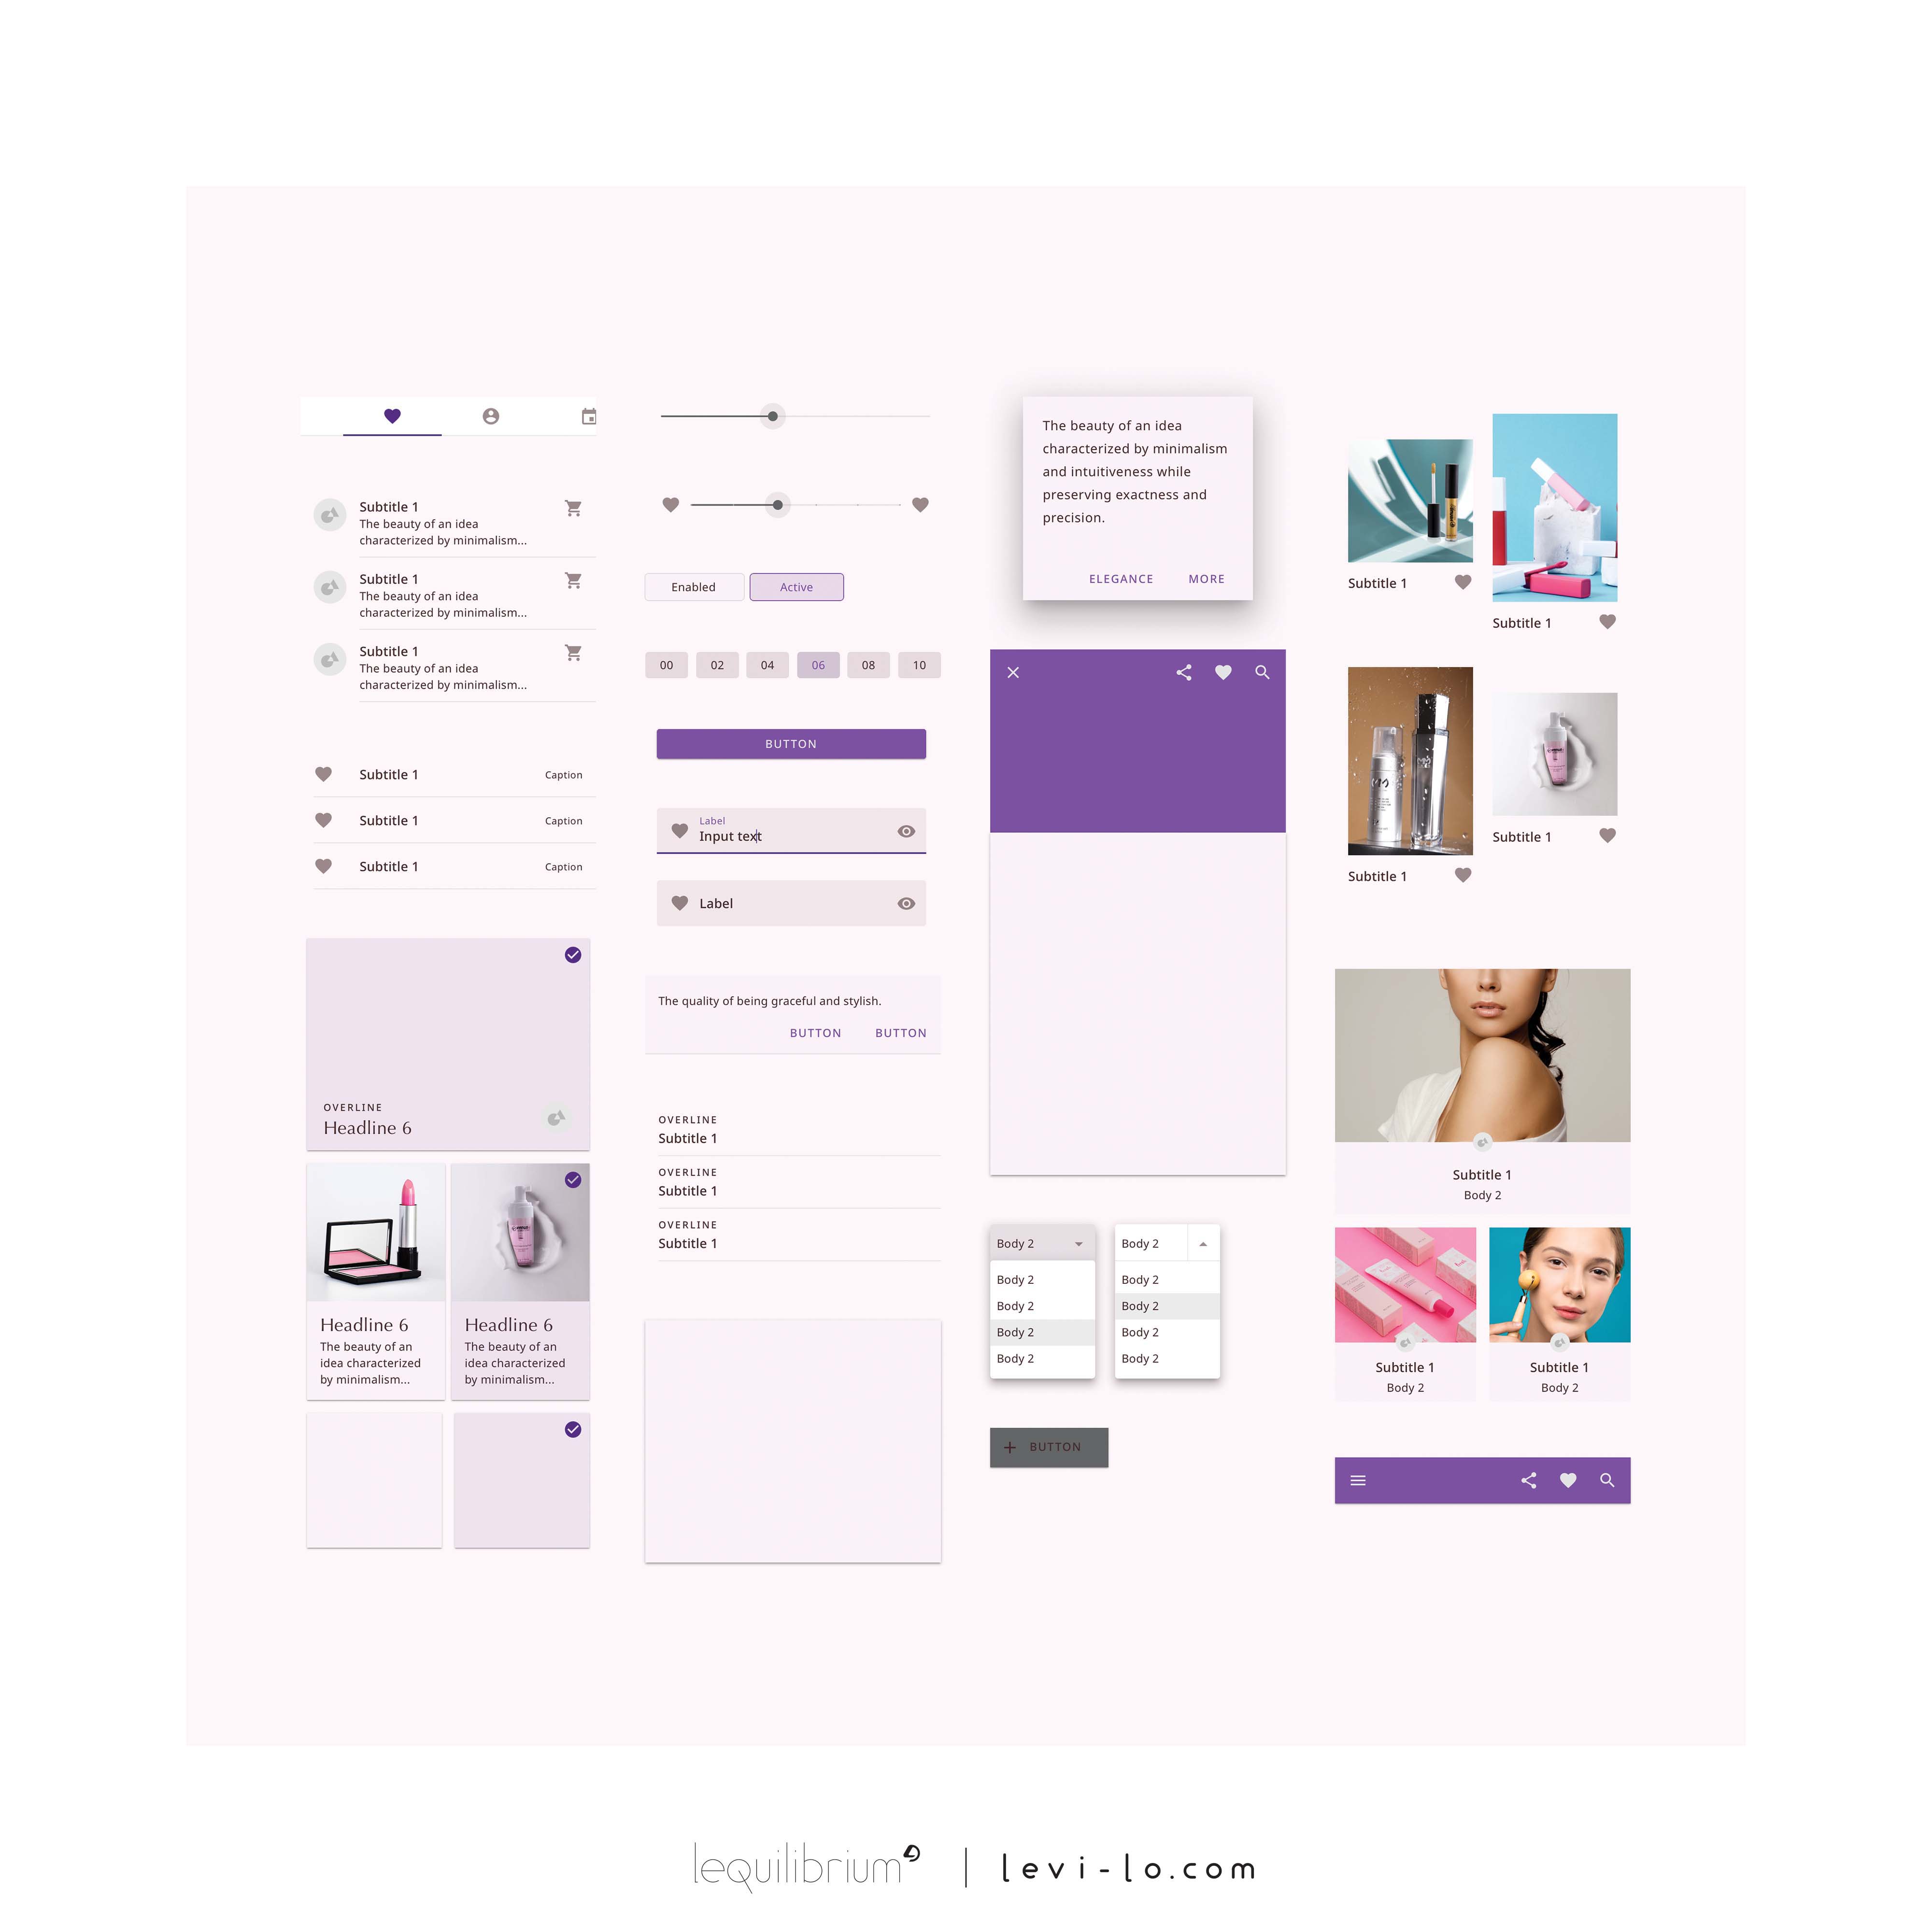 Subtitle 1
The beauty of an idea
characterized by minimalism...
Subtitle 1
The beauty of an idea
characterized by minimalism...
Subtitle 1
The beauty of an idea
characterized by minimalism...
Subtitle 1 Caption
Subtitle 1 Caption
Subtitle 1 Caption
OVERLINE
Headline 6
Headline 6
The beauty of an
idea characterized
by minimalism...
Headline 6
The beauty of an
idea characterized
by minimalism...
Enabled Active
00 02 04 06 08 10
BUTTON
Label
Input text
Label
The quality of being graceful and stylish.
BUTTON BUTTON
OVERLINE
Subtitle 1
OVERLINE
Subtitle 1
OVERLINE
Subtitle 1
The beauty of an idea
characterized by minimalism
and intuitiveness while
preserving exactness and
precision.
ELEGANCE MORE
Body 2
Body 2
Body 2
Body 2
Body 2
Body 2
Body 2
Body 2
Body 2
Body 2
BUTTON
Subtitle 1
Subtitle 1
Subtitle 1
Subtitle 1
Subtitle 1
Body 2
Subtitle 1
Body 2
Subtitle 1
Body 2
lequilibrium
levi-lo.com